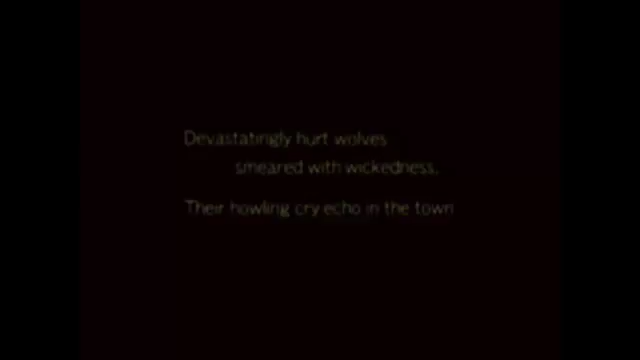 Devastatingly hurt wolves
smeared with wickedness.
Their howling cry echo in the town